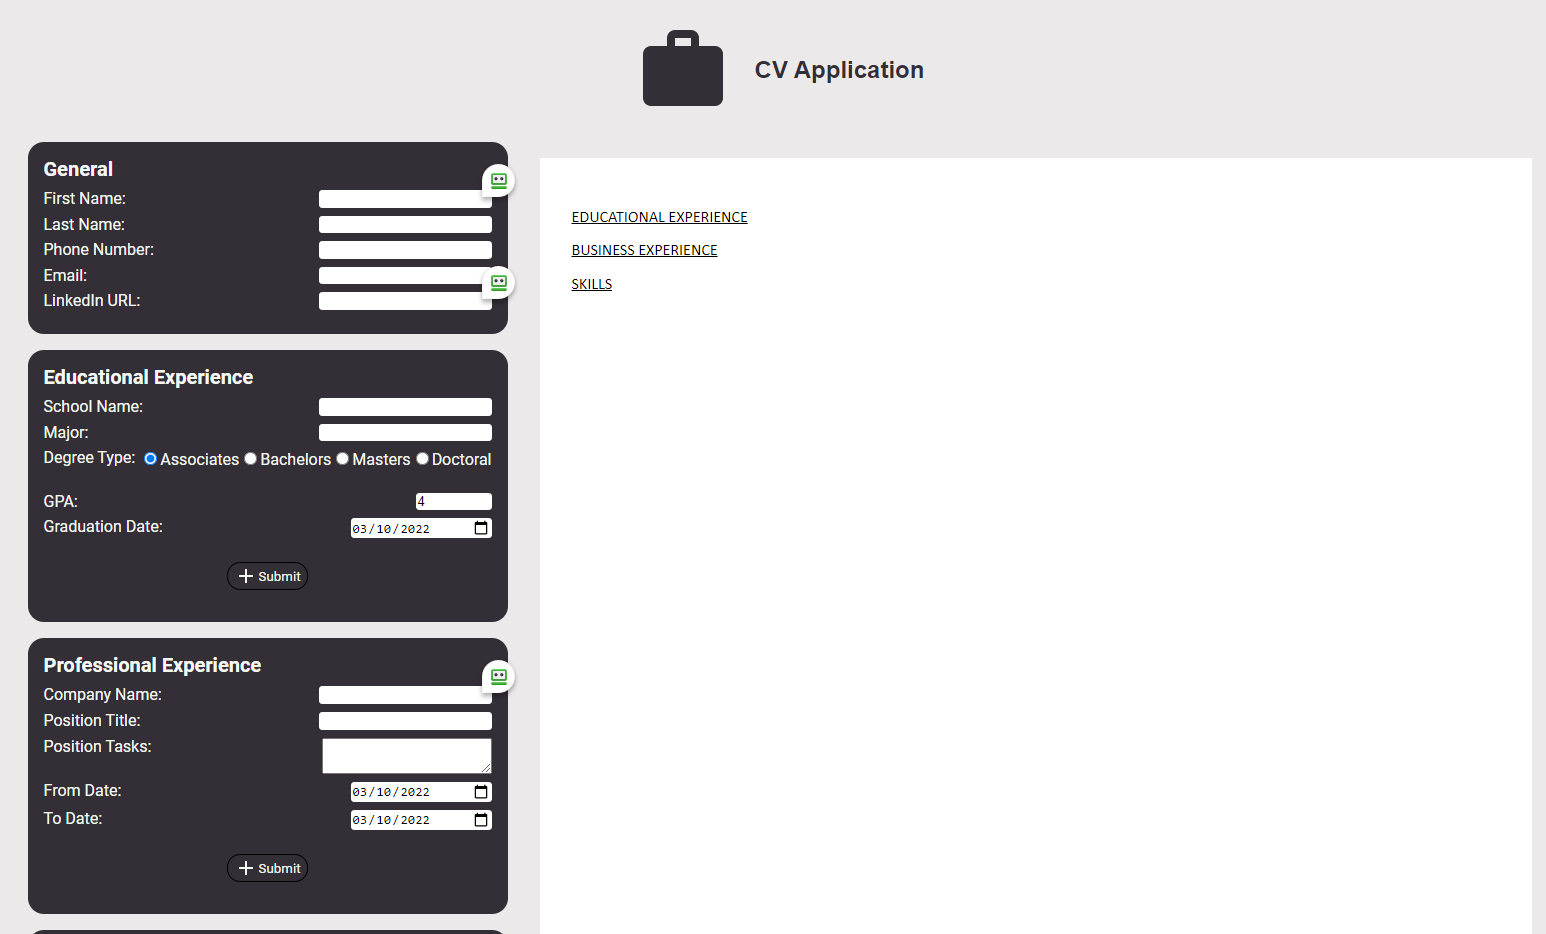 CV Application
General
First Name:
Last Name:
Phone Number:
Email:
LinkedIn URL:
Educational Experience
School Name:
Major:
Degree Type: Associates Bachelors Masters Doctoral
GPA: 4
Graduation Date: 03/10/2022
Submit
Professional Experience
Company Name:
Position Title:
Position Tasks:
From Date: 03/10/2022
To Date: 03/10/2022
Submit
EDUCATIONAL EXPERIENCE
BUSINESS EXPERIENCE
SKILLS